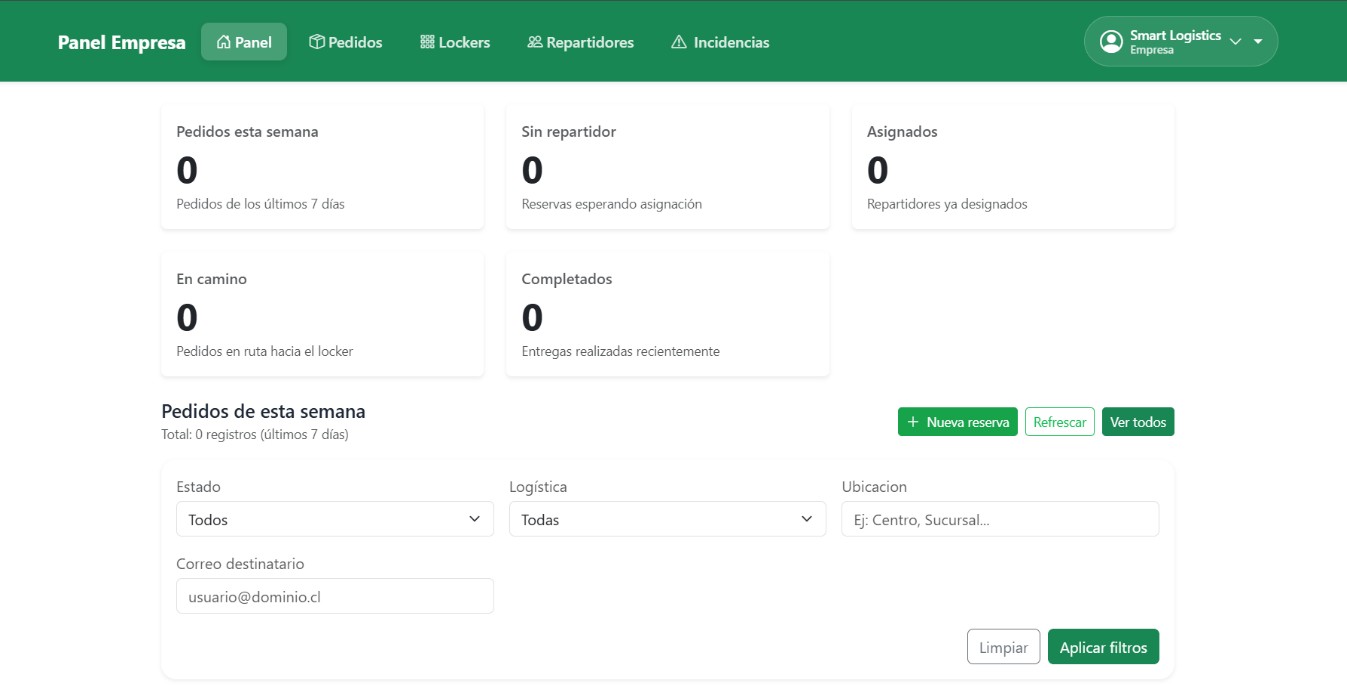 Panel Empresa
Panel
Pedidos
Lockers
Repartidores
Incidencias
Smart Logistics
Empresa
Pedidos esta semana
0
Pedidos de los últimos 7 días
Sin repartidor
0
Reservas esperando asignación
Asignados
0
Repartidores ya designados
En camino
0
Pedidos en ruta hacia el locker
Completados
0
Entregas realizadas recientemente
Pedidos de esta semana
Total: 0 registros (últimos 7 días)
+ Nueva reserva
Refrescar
Ver todos
Estado
Todos
Logística
Todas
Ubicacion
Ej: Centro, Sucursal...
Correo destinatario
usuario@dominio.cl
Limpiar
Aplicar filtros